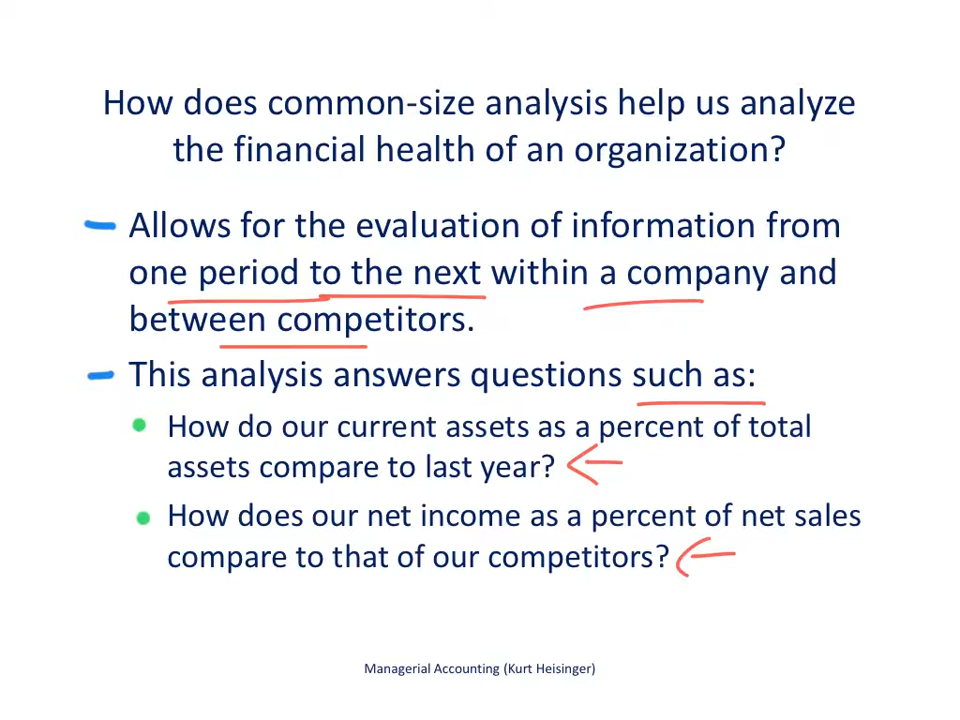 How does common-size analysis help us analyze
the financial health of an organization?
Allows for the evaluation of information from
one period to the next within a company and
between competitors.
This analysis answers questions such as:
How do our current assets as a percent of total
assets compare to last year?
How does our net income as a percent of net sales
compare to that of our competitors?
Managerial Accounting (Kurt Heisinger)